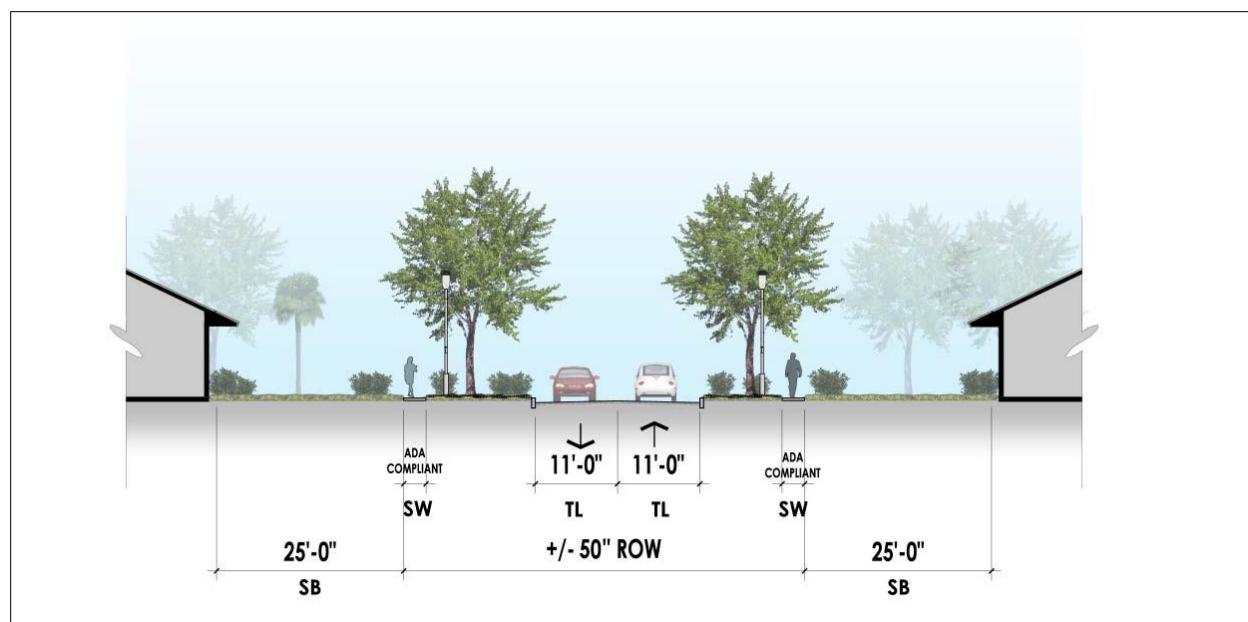 ADA
COMPLIANT
11'-0"
11'-0"
ADA
COMPLIANT
SW
TL
TL
SW
25'-0"
+/- 50" ROW
25'-0"
SB
SB